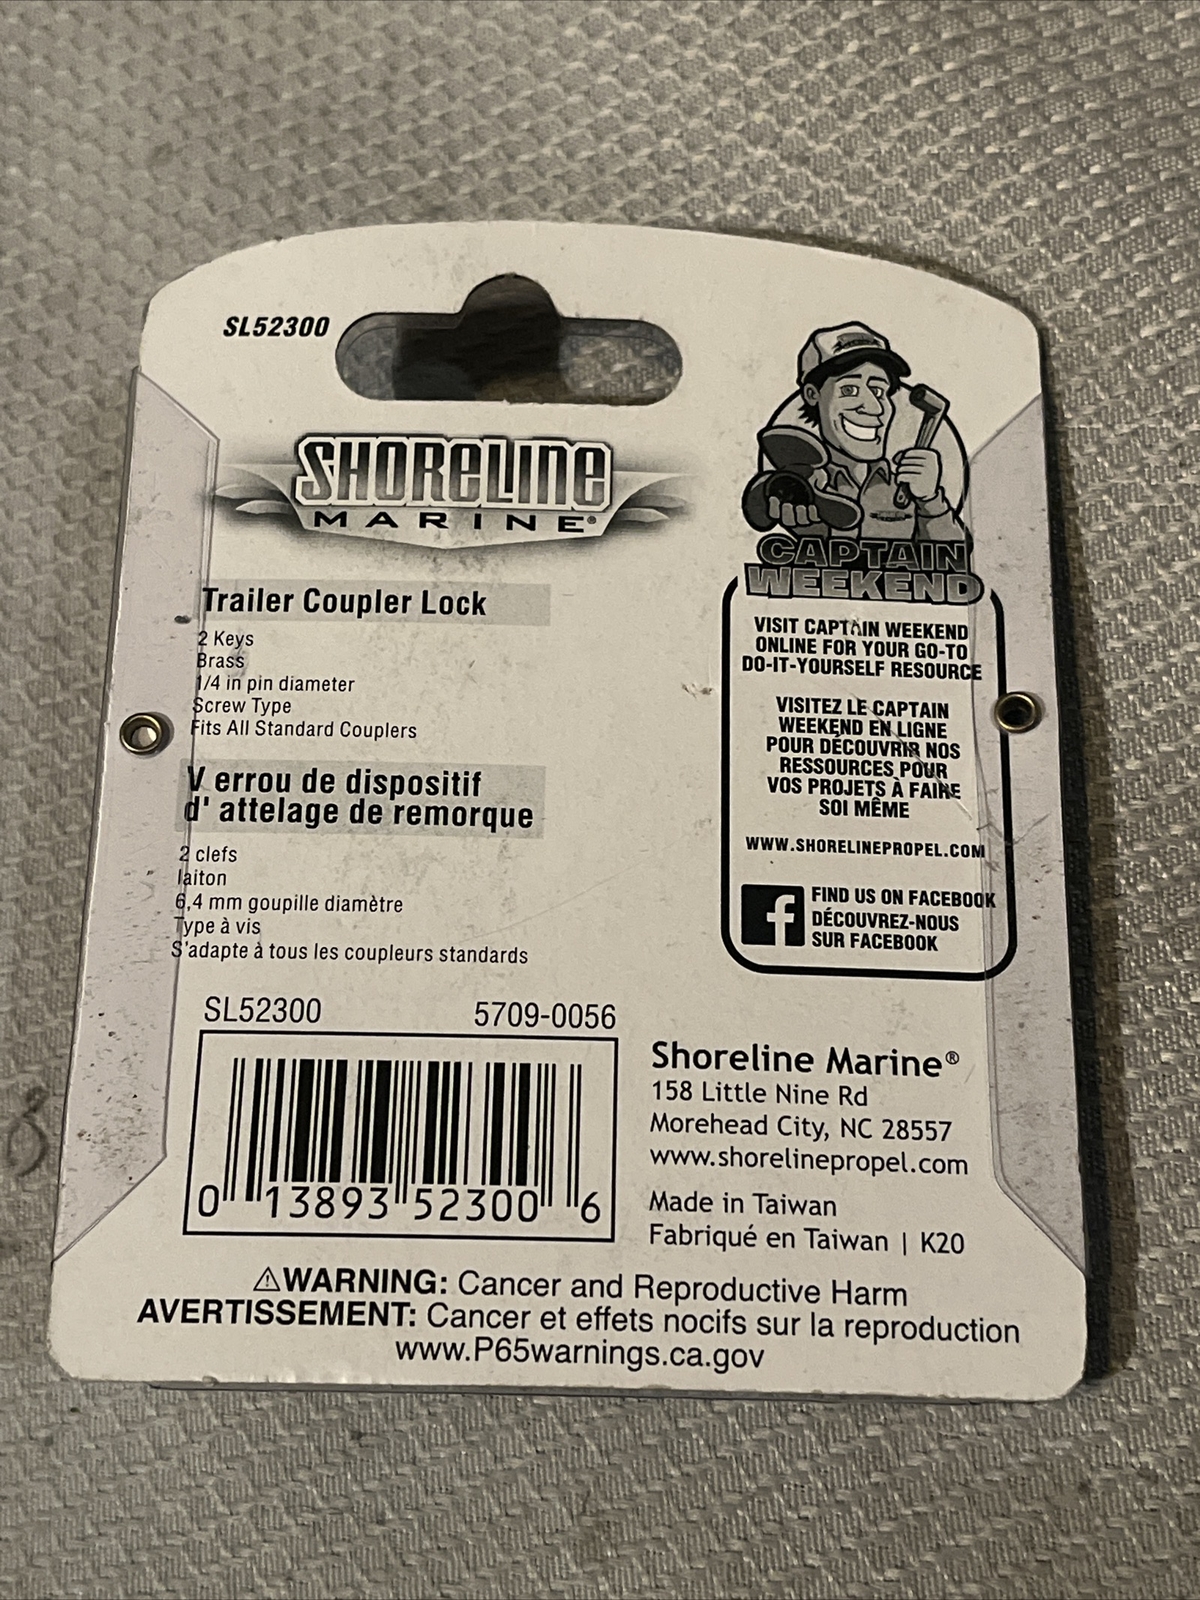 SL52300
SHORELINE
MARINE®
Trailer Coupler Lock
2 Keys
Brass
1/4 in pin diameter
Screw Type
Fits All Standard Couplers
V errou de dispositif
d' attelage de remorque
2 clefs
laiton
6,4 mm goupille diamètre
Type à vis
S'adapte à tous les coupleurs standards
CAPTAIN
WEEKEND
VISIT CAPTAIN WEEKEND
ONLINE FOR YOUR GO-TO
DO-IT-YOURSELF RESOURCE
VISITEZ LE CAPTAIN
WEEKEND EN LIGNE
POUR DÉCOUVRIR NOS
RESSOURCES POUR
VOS PROJETS À FAIRE
SOI MÊME
WWW.SHORELINEPROPEL.COM
f
FIND US ON FACEBOOK
DÉCOUVREZ-NOUS
SUR FACEBOOK
SL52300 5709-0056
0 13893 52300 6
Shoreline Marine®
158 Little Nine Rd
Morehead City, NC 28557
www.shorelinepropel.com
Made in Taiwan
Fabriqué en Taiwan | K20
⚠WARNING: Cancer and Reproductive Harm
AVERTISSEMENT: Cancer et effets nocifs sur la reproduction
www.P65warnings.ca.gov